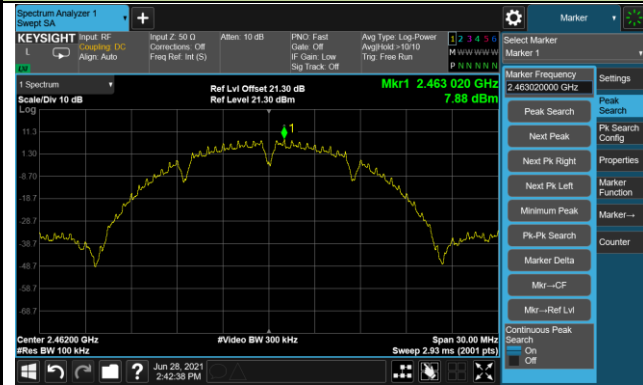 Spectrum Analyzer 1
Swept SA
Marker
KEYSIGHT
Input: RF
Coupling: DC
Align: Auto
Input Z: 50 Ω
Corrections: Off
Freq Ref: Int (S)
Atten: 10 dB
PNO: Fast
Gate: Off
IF Gain: Low
Sig Track: Off
Avg Type: Log-Power
Avg|Hold:>10/10
Trig: Free Run
1 2 3 4 5 6
M W W W W W
P N N N N N
L
Select Marker
Marker 1
1 Spectrum
Scale/Div 10 dB
Log
Ref Lvl Offset 21.30 dB
Ref Level 21.30 dBm
Mkr1 2.463 020 GHz
7.88 dBm
1
11.3
1.30
-8.70
-18.7
-28.7
-38.7
-48.7
-58.7
-68.7
Center 2.46200 GHz
#Res BW 100 kHz
#Video BW 300 kHz
Span 30.00 MHz
Sweep 2.93 ms (2001 pts)
Marker Frequency
2.463020000 GHz
Peak Search
Next Peak
Next Pk Right
Next Pk Left
Minimum Peak
Pk-Pk Search
Marker Delta
Mkr→CF
Mkr→Ref Lvl
Continuous Peak
Search
On
Off
Settings
Peak
Search
Pk Search
Config
Properties
Marker
Function
Marker→
Counter
?
Jun 28, 2021
2:42:38 PM